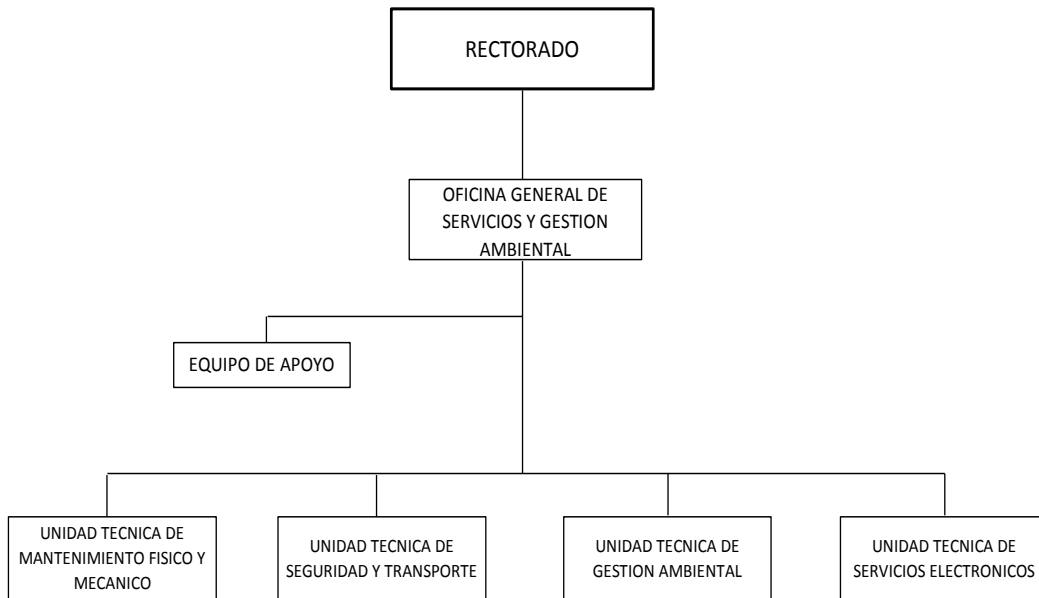 RECTORADO
OFICINA GENERAL DE
SERVICIOS Y GESTION
AMBIENTAL
EQUIPO DE APOYO
UNIDAD TECNICA DE
MANTENIMIENTO FISICO Y
MECANICO
UNIDAD TECNICA DE
SEGURIDAD Y TRANSPORTE
UNIDAD TECNICA DE
GESTION AMBIENTAL
UNIDAD TECNICA DE
SERVICIOS ELECTRONICOS